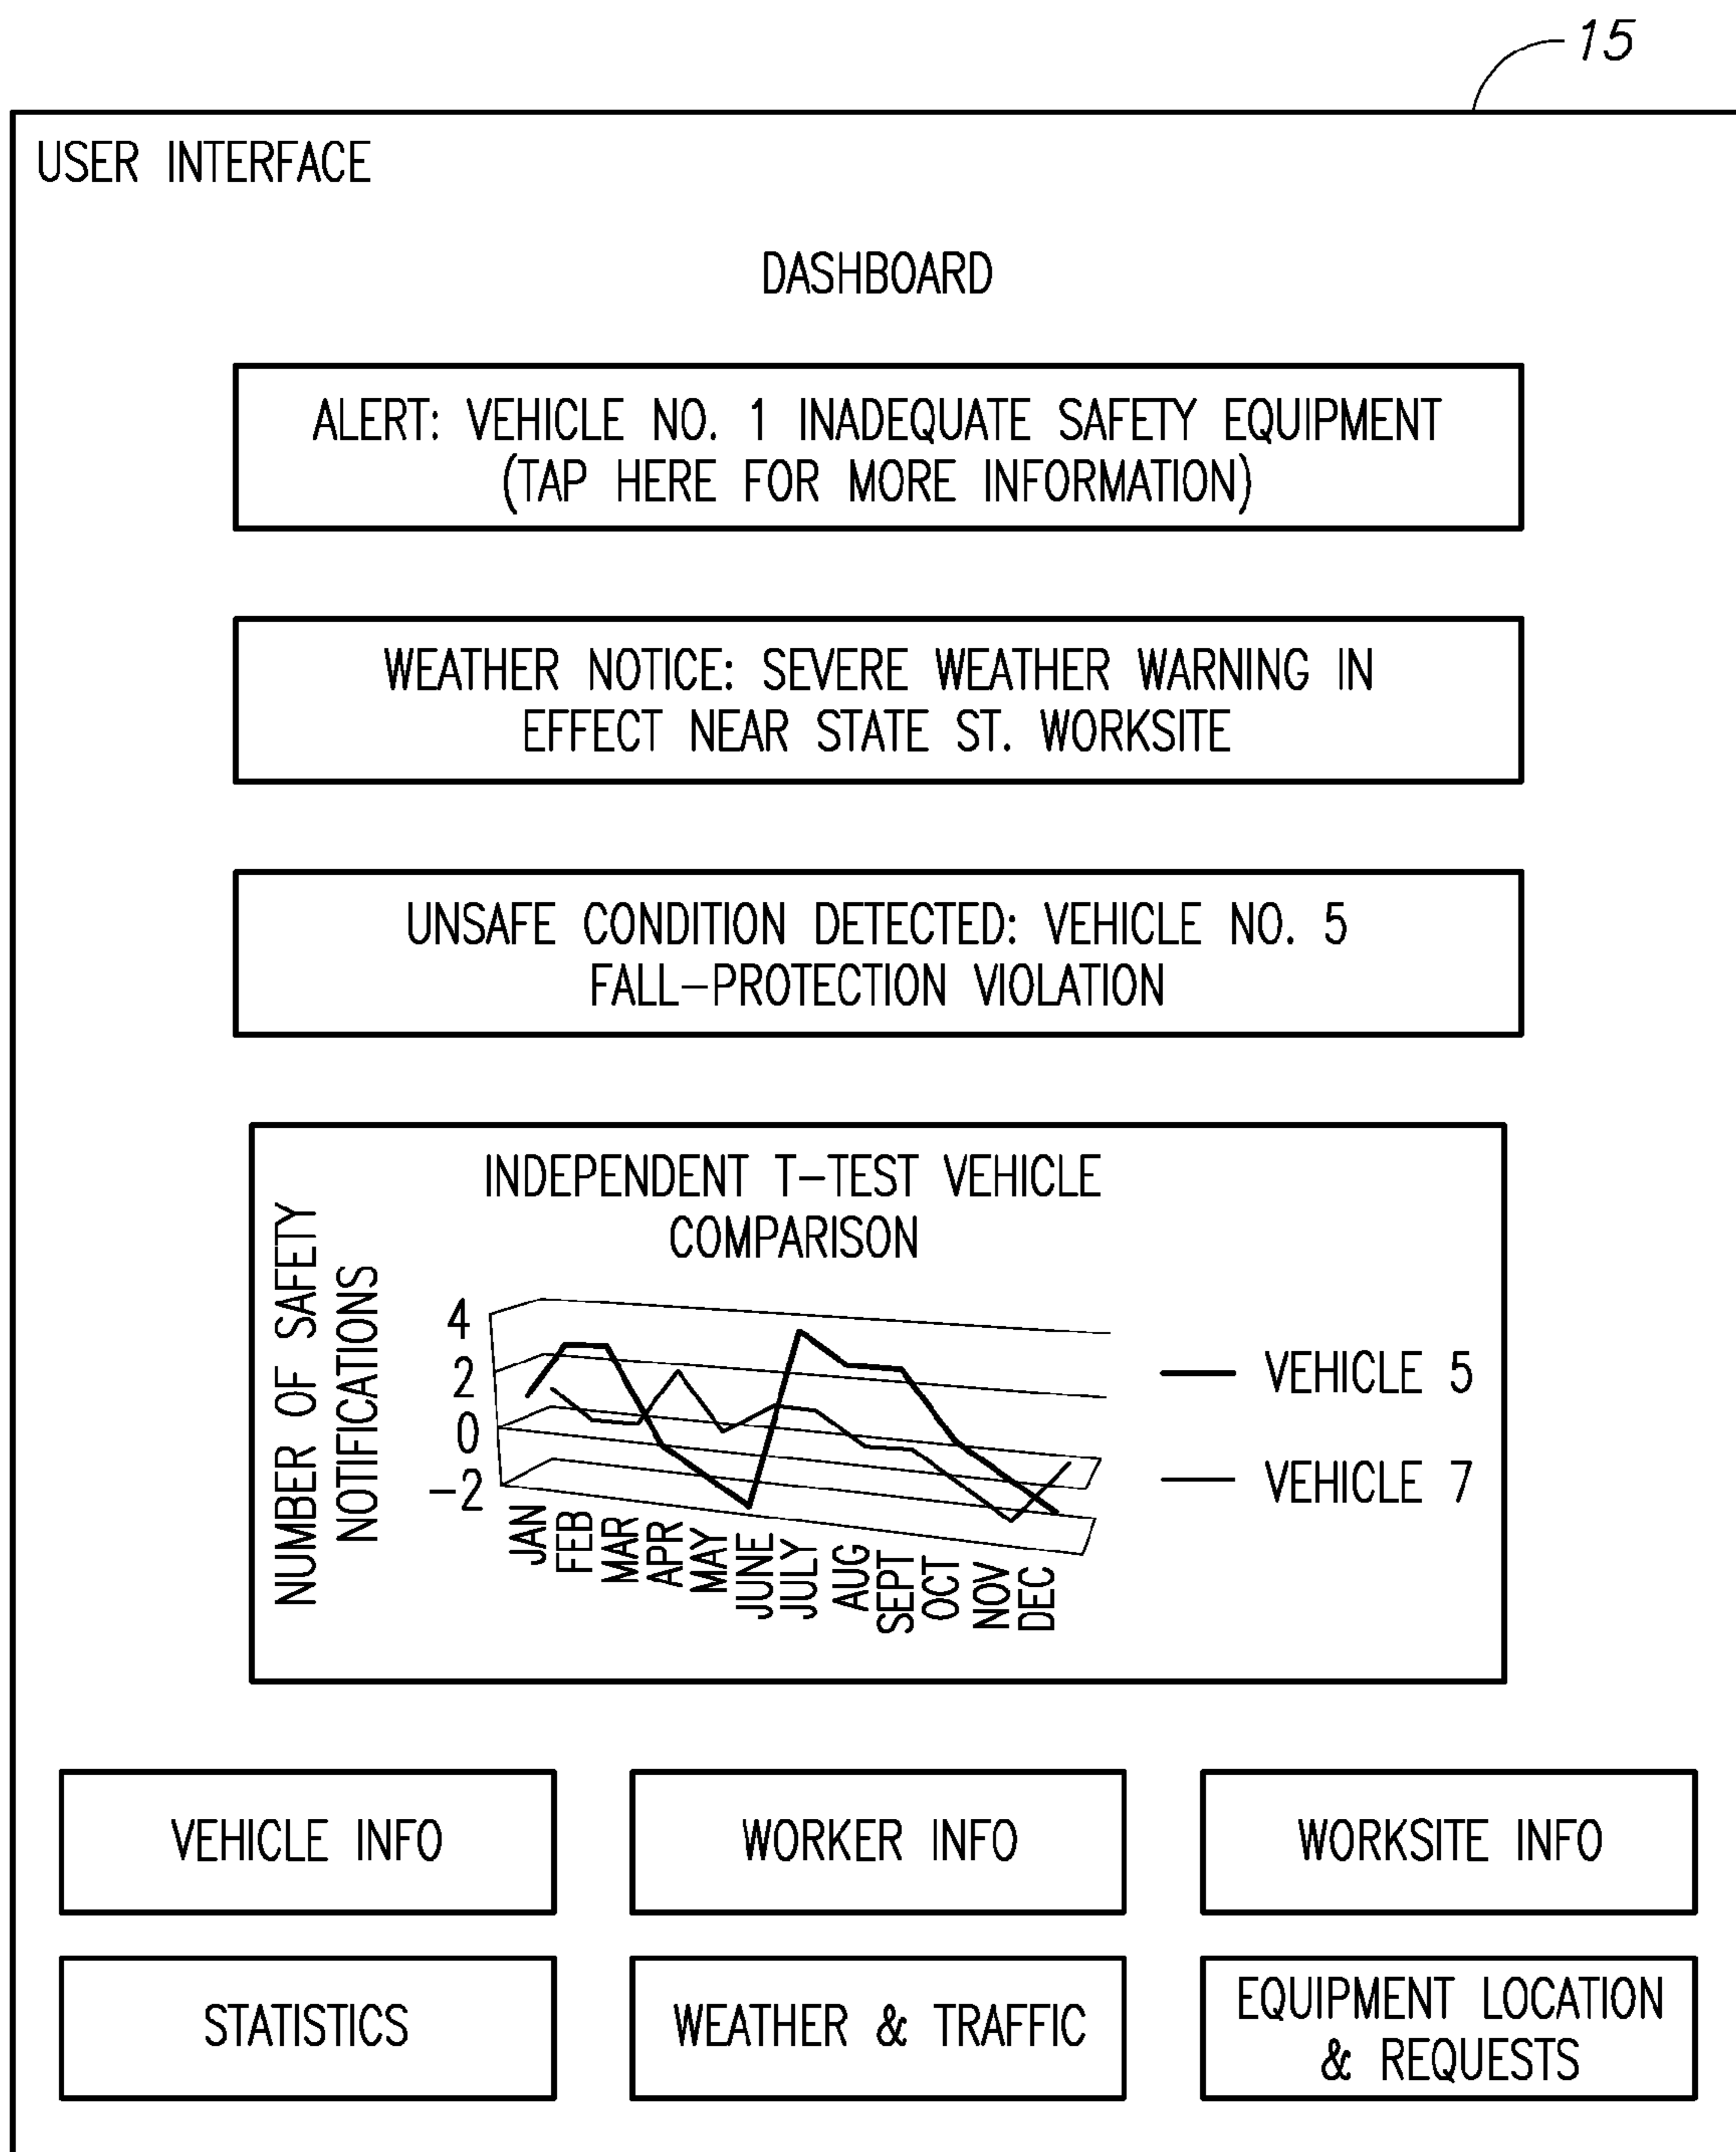 15
USER INTERFACE
DASHBOARD
ALERT: VEHICLE NO. 1 INADEQUATE SAFETY EQUIPMENT
(TAP HERE FOR MORE INFORMATION)
WEATHER NOTICE: SEVERE WEATHER WARNING IN
EFFECT NEAR STATE ST. WORKSITE
UNSAFE CONDITION DETECTED: VEHICLE NO. 5
FALL-PROTECTION VIOLATION
INDEPENDENT T-TEST VEHICLE
COMPARISON
NUMBER OF SAFETY
NOTIFICATIONS
4
2
0
-2
JAN
FEB
MAR
APR
MAY
JUNE
JULY
AUG
SEPT
OCT
NOV
DEC
VEHICLE 5
VEHICLE 7
VEHICLE INFO
WORKER INFO
WORKSITE INFO
STATISTICS
WEATHER & TRAFFIC
EQUIPMENT LOCATION
& REQUESTS